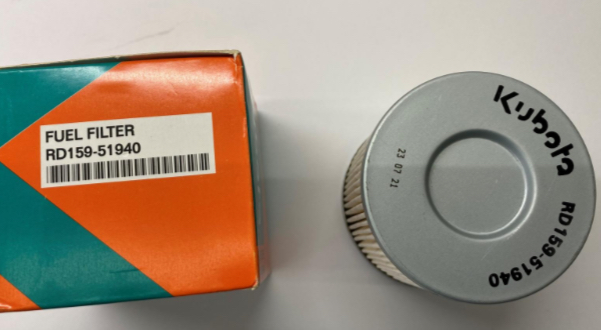 FUEL FILTER
RD159-51940
Kubota
RD159-51940
23 07 21